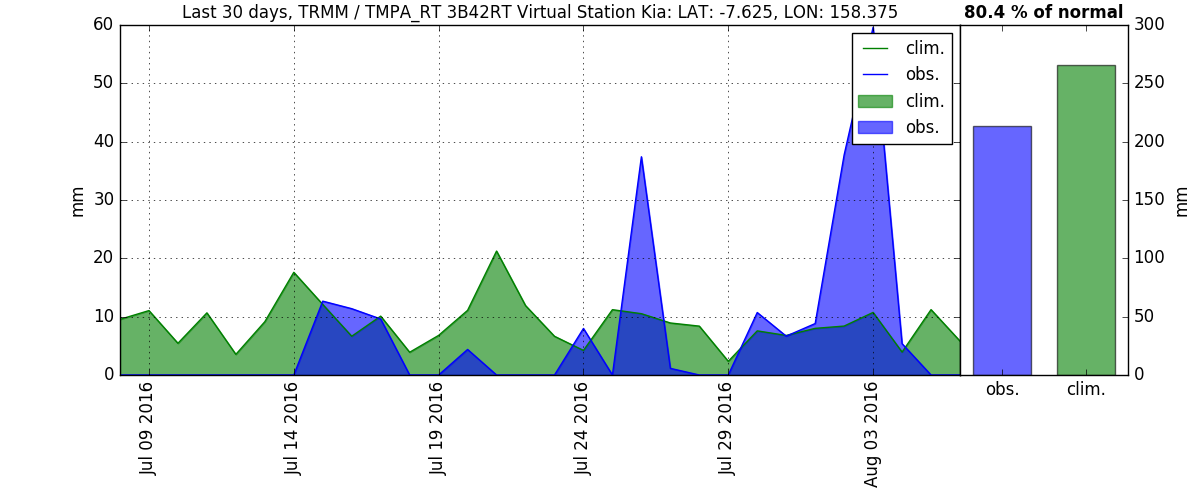 Last 30 days, TRMM / TMPA_RT 3B42RT Virtual Station Kia: LAT: -7.625, LON: 158.375
80.4 % of normal
60
50
40
30
20
10
0
mm
clim.
obs.
clim.
obs.
Jul 09 2016
Jul 14 2016
Jul 19 2016
Jul 24 2016
Jul 29 2016
Aug 03 2016
300
250
200
150
100
50
0
mm
obs.
clim.